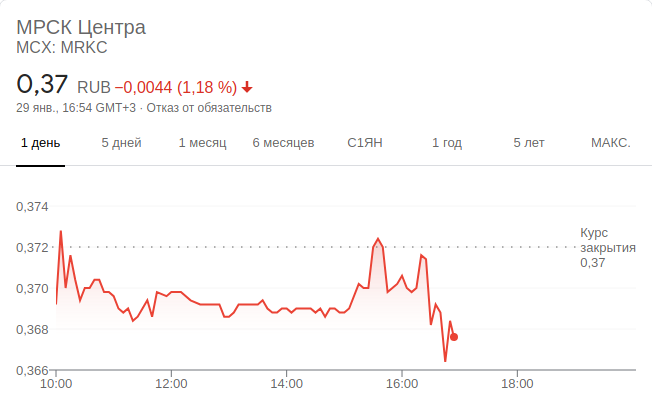 МРСК Центра
MCX: MRKC
0,37 RUB −0,0044 (1,18 %)
29 янв., 16:54 GMT+3 · Отказ от обязательств
1 день 5 дней 1 месяц 6 месяцев С1ЯН 1 год 5 лет МАКС.
0,374
0,372
0,370
0,368
0,366
Курс
закрытия
0,37
10:00 12:00 14:00 16:00 18:00